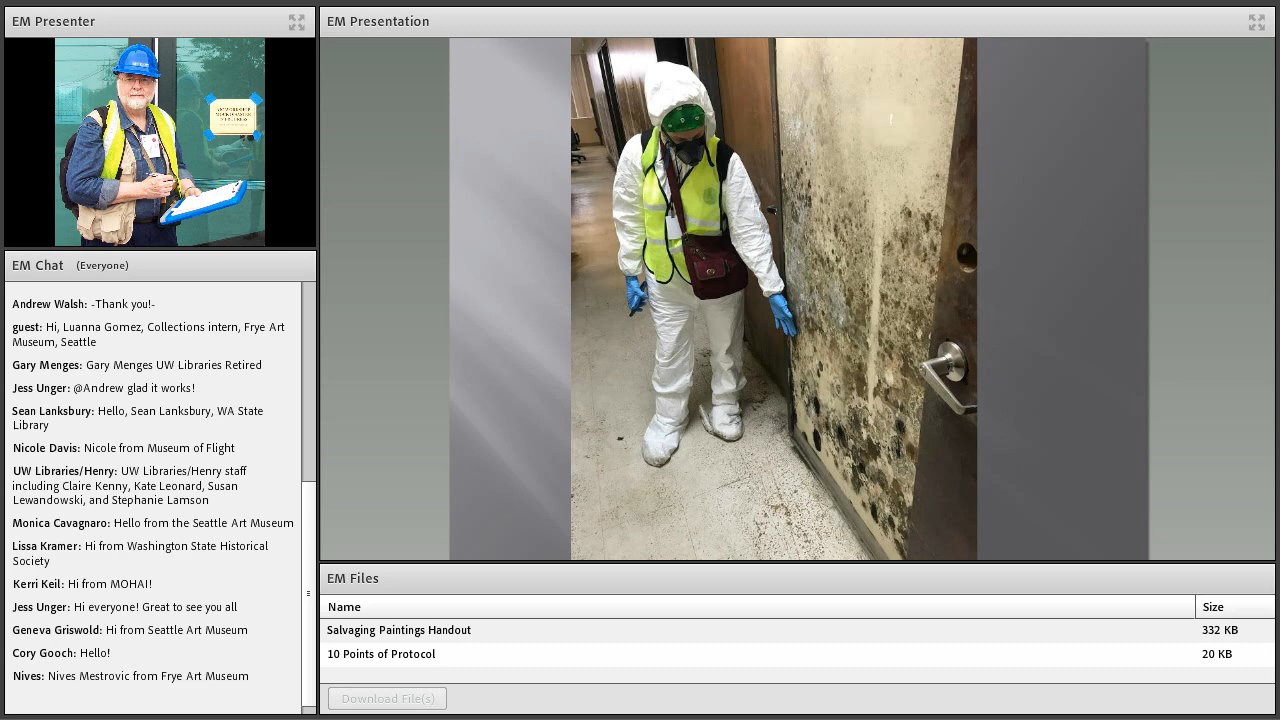 EM Presenter
EM Chat (Everyone)
Andrew Walsh: -Thank you!-
guest: Hi, Luanna Gomez, Collections intern, Frye Art
Museum, Seattle
Gary Menges: Gary Menges UW Libraries Retired
Jess Unger: @Andrew glad it works!
Sean Lanksbury: Hello, Sean Lanksbury, WA State
Library
Nicole Davis: Nicole from Museum of Flight
UW Libraries/Henry: UW Libraries/Henry staff
including Claire Kenny, Kate Leonard, Susan
Lewandowski, and Stephanie Lamson
Monica Cavagnaro: Hello from the Seattle Art Museum
Lissa Kramer: Hi from Washington State Historical
Society
Kerri Keil: Hi from MOHAI!
Jess Unger: Hi everyone! Great to see you all
Geneva Griswold: Hi from Seattle Art Museum
Cory Gooch: Hello!
Nives: Nives Mestrovic from Frye Art Museum
EM Presentation
EM Files
Name Size
Salvaging Paintings Handout 332 KB
10 Points of Protocol 20 KB
Download File(s)